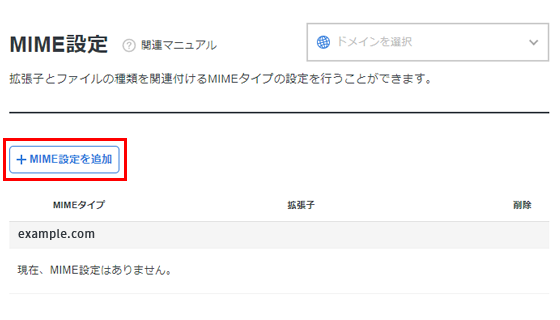 MIME設定 ? 関連マニュアル ドメインを選択
拡張子とファイルの種類を関連付けるMIMEタイプの設定を行うことができます。
+ MIME設定を追加
MIMEタイプ 拡張子 削除
example.com
現在、MIME設定はありません。